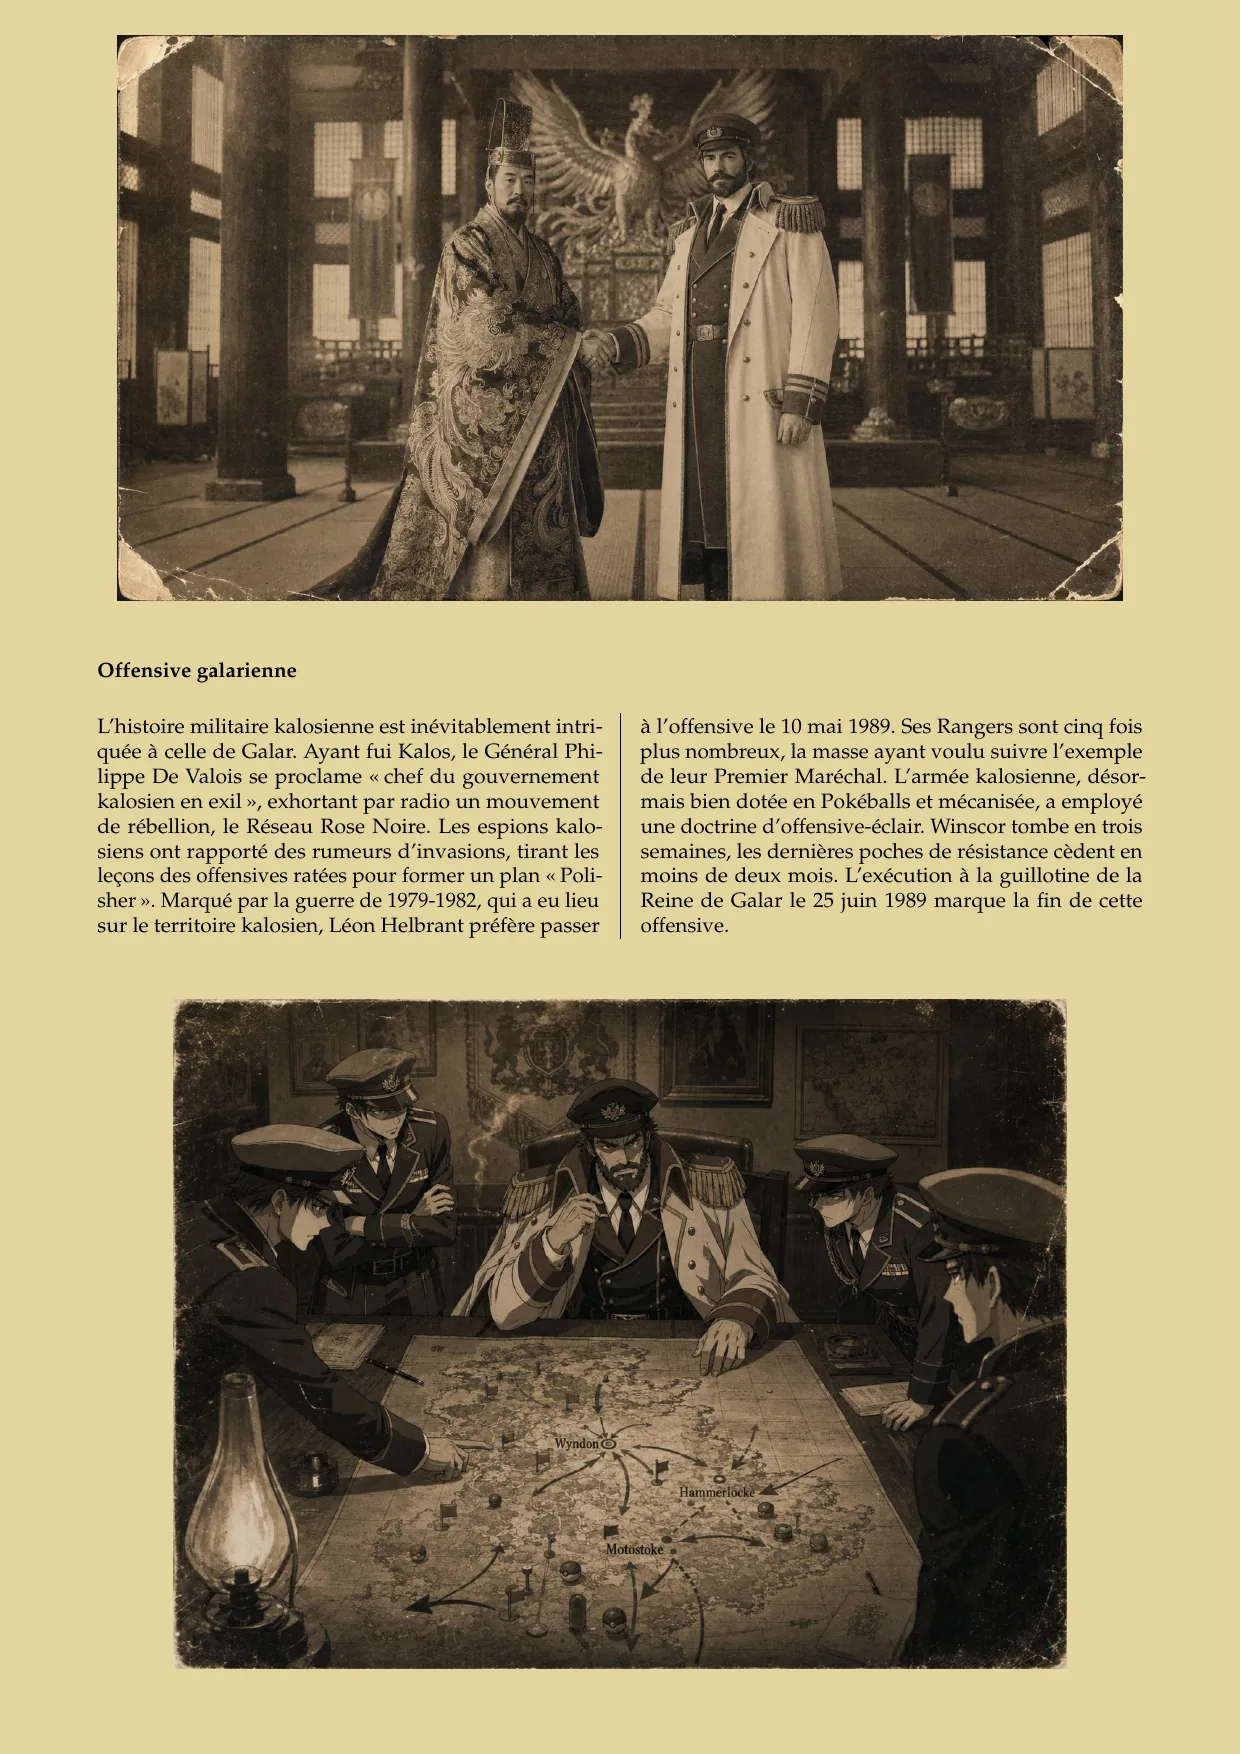 Offensive galarienne
L’histoire militaire kalosienne est inévitablement intri-
quée à celle de Galar. Ayant fui Kalos, le Général Phi-
lippe De Valois se proclame « chef du gouvernement
kalosien en exil », exhortant par radio un mouvement
de rébellion, le Réseau Rose Noire. Les espions kalo-
siens ont rapporté des rumeurs d’invasions, tirant les
leçons des offensives ratées pour former un plan « Poli-
sher ». Marqué par la guerre de 1979-1982, qui a eu lieu
sur le territoire kalosien, Léon Helbrant préfère passer
à l’offensive le 10 mai 1989. Ses Rangers sont cinq fois
plus nombreux, la masse ayant voulu suivre l’exemple
de leur Premier Maréchal. L’armée kalosienne, désor-
mais bien dotée en Pokéballs et mécanisée, a employé
une doctrine d’offensive-éclair. Winscor tombe en trois
semaines, les dernières poches de résistance cèdent en
moins de deux mois. L’exécution à la guillotine de la
Reine de Galar le 25 juin 1989 marque la fin de cette
offensive.
Wyndon
Hammerlocke
Motostoke